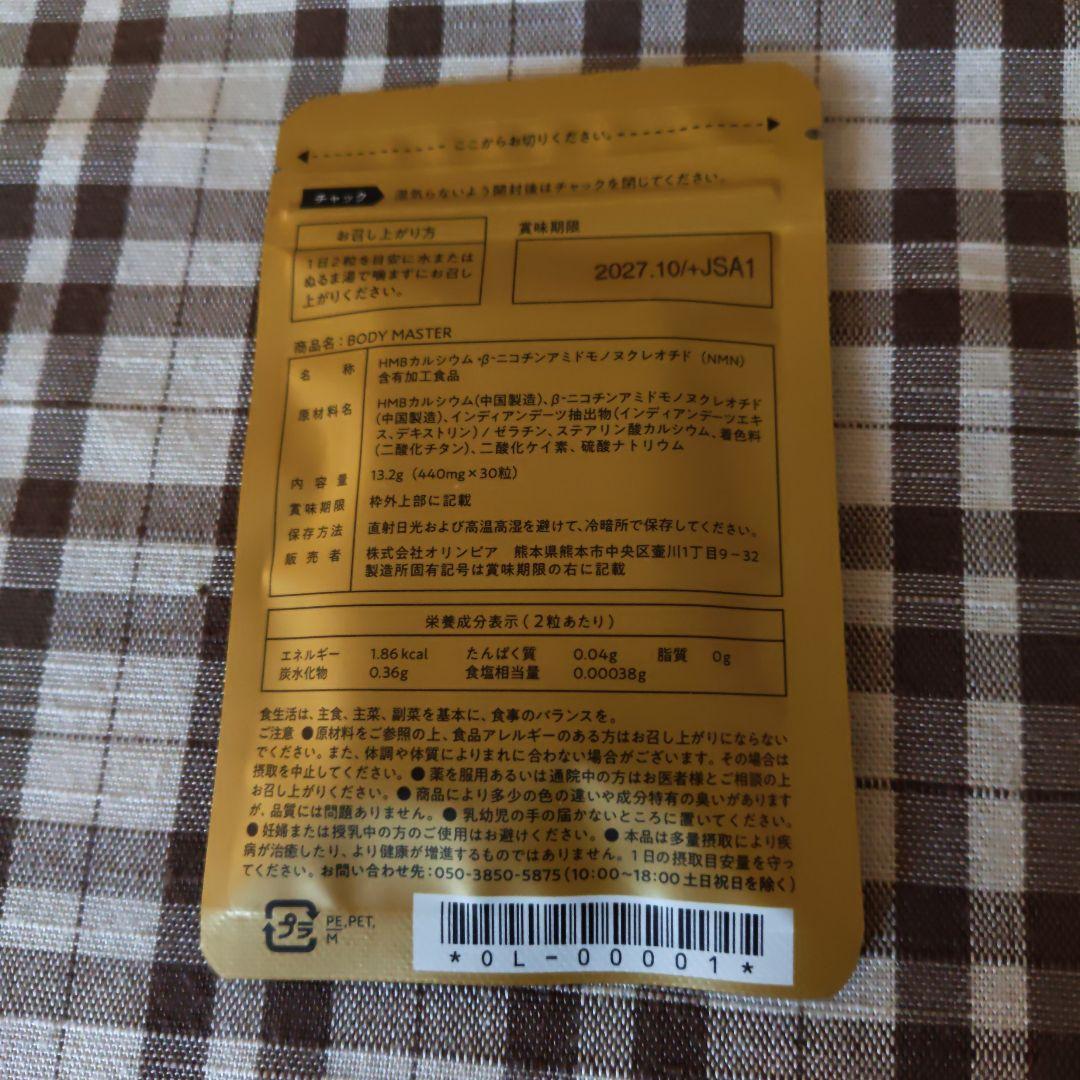 ここからお切りください。
チャック 湿気らないよう開封後はチャックを閉じてください。
お召し上がり方
1日2粒を目安に水または
ぬるま湯で噛まずにお召し
上がりください。
賞味期限
2027.10/+JSA1
商品名:BODY MASTER
名称 HMBカルシウム・β-ニコチンアミドモノヌクレオチド(NMN)
含有加工食品
原材料名 HMBカルシウム(中国製造)、β-ニコチンアミドモノヌクレオチド
(中国製造)、インディアンデーツ抽出物(インディアンデーツエキ
ス、デキストリン)/ゼラチン、ステアリン酸カルシウム、着色料
(二酸化チタン)、二酸化ケイ素、硫酸ナトリウム
内容量 13.2g(440mg×30粒)
賞味期限 枠外上部に記載
保存方法 直射日光および高温高湿を避けて、冷暗所で保存してください。
販売者 株式会社オリンピア 熊本県熊本市中央区壷川1丁目9-32
製造所固有記号は賞味期限の右に記載
栄養成分表示(2粒あたり)
エネルギー 1.86kcal たんぱく質 0.04g 脂質 0g
炭水化物 0.36g 食塩相当量 0.00038g
食生活は、主食、主菜、副菜を基本に、食事のバランスを。
ご注意 ●原材料をご参照の上、食品アレルギーのある方はお召し上がりにならない
でください。また、体調や体質によりまれに合わない場合がございます。その場合は
摂取を中止してください。●薬を服用あるいは通院中の方はお医者様とご相談の上
お召し上がりください。●商品により多少の色の違いや成分特有の臭いがあります
が、品質には問題ありません。●乳幼児の手の届かないところに置いてください。
●妊婦または授乳中の方のご使用はお避けください。●本品は多量摂取により疾
病が治癒したり、より健康が増進するものではありません。1日の摂取目安量を守っ
てください。お問い合わせ先:050-3850-5875(10:00~18:00土日祝日を除く)
プラ PE,PET,
M
*OL-00001*